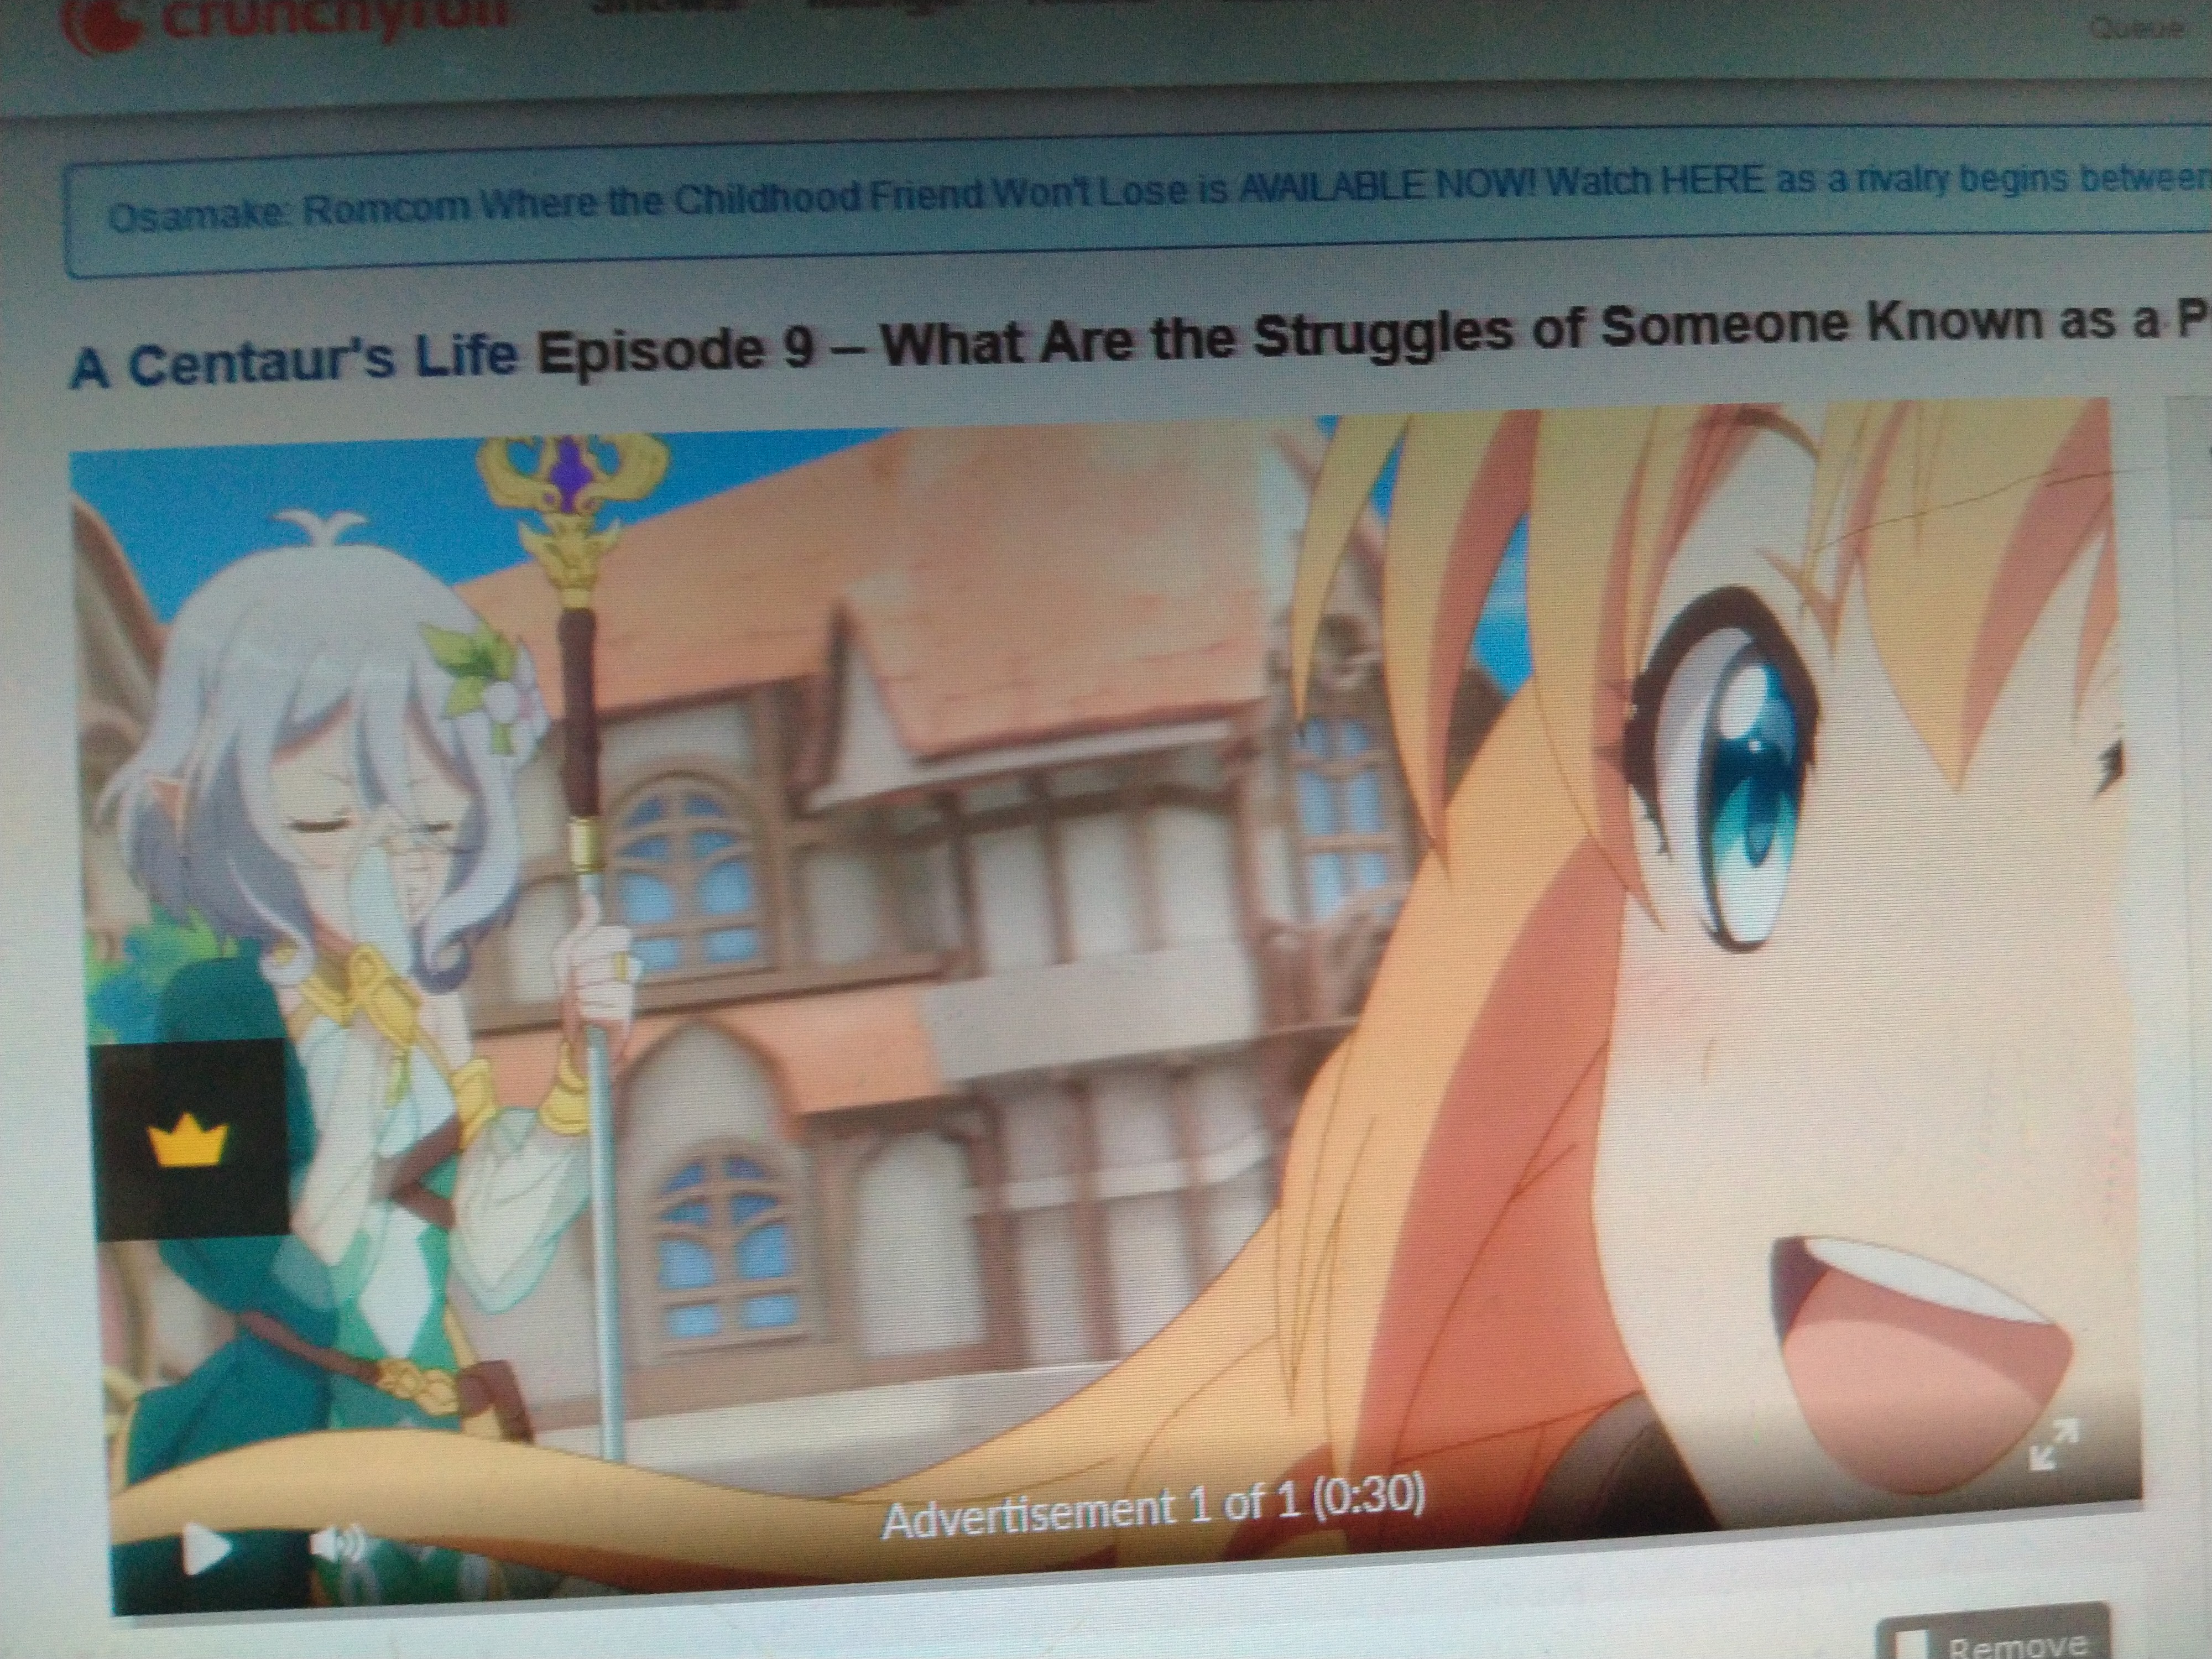 crunchyroll
Queue
Osamake: Romcom Where the Childhood Friend Won't Lose is AVAILABLE NOW! Watch HERE as a rivalry begins between
A Centaur's Life Episode 9 – What Are the Struggles of Someone Known as a P
Advertisement 1 of 1 (0:30)
Remove